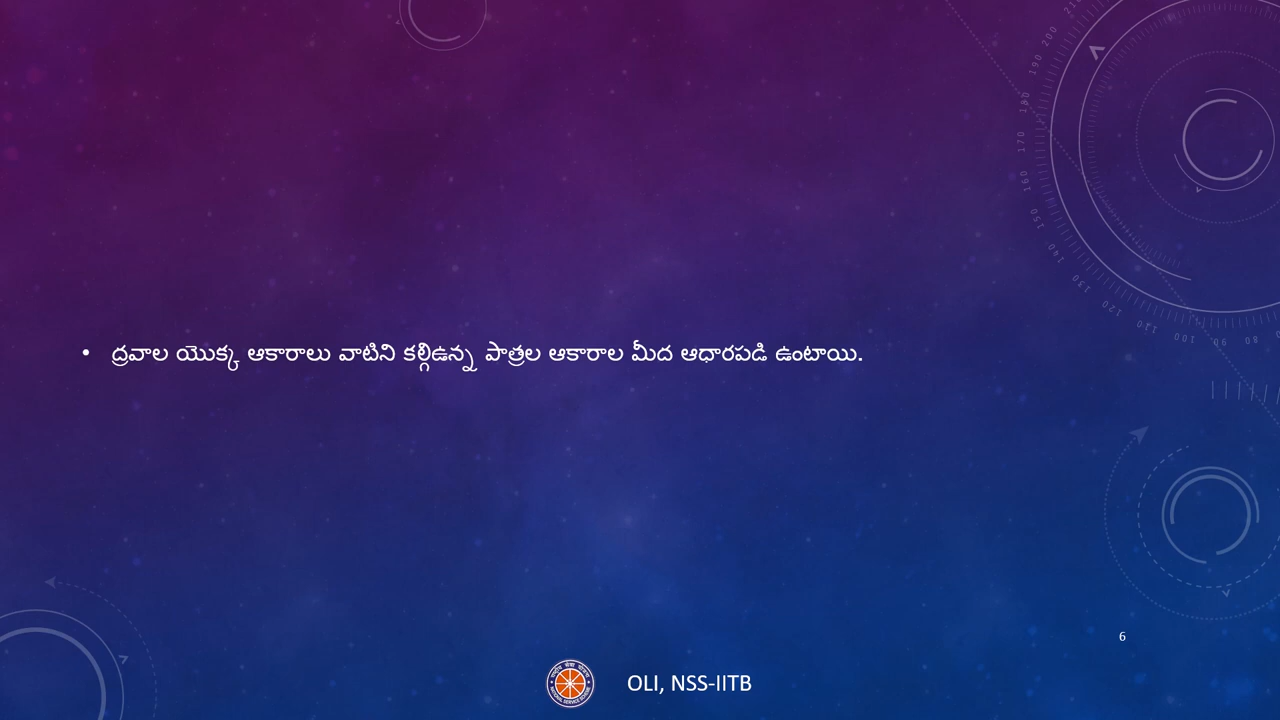 • ద్రవాల యొక్క ఆకారాలు వాటిని కల్గిఉన్న పాత్రల ఆకారాల మీద ఆధారపడి ఉంటాయి.
6
OLI, NSS-IITB